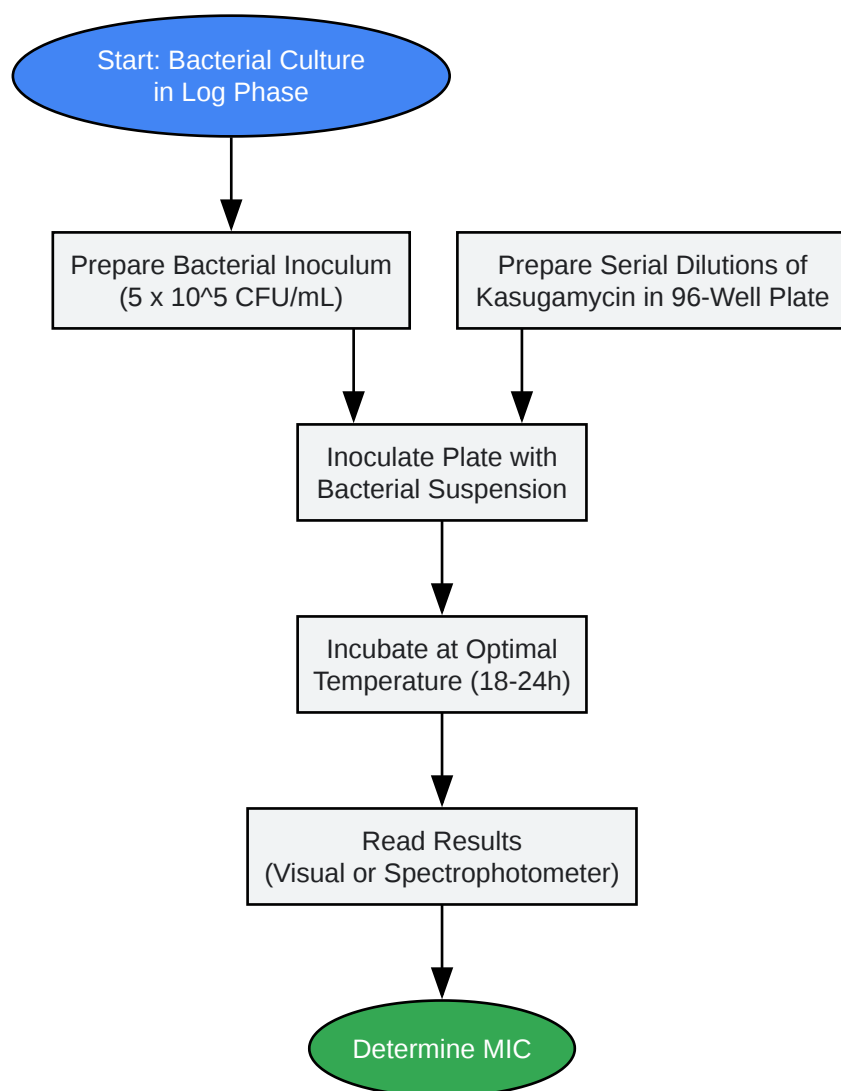 Start: Bacterial Culture
in Log Phase
Prepare Bacterial Inoculum
(5 x 10^5 CFU/mL)
Prepare Serial Dilutions of
Kasugamycin in 96-Well Plate
Inoculate Plate with
Bacterial Suspension
Incubate at Optimal
Temperature (18-24h)
Read Results
(Visual or Spectrophotometer)
Determine MIC